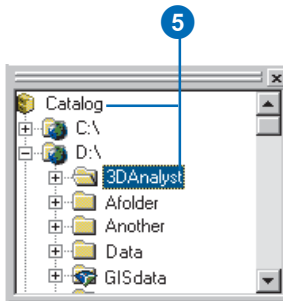 5
Catalog
C:\
D:\
3DAnalyst
Afolder
Another
Data
GISdata